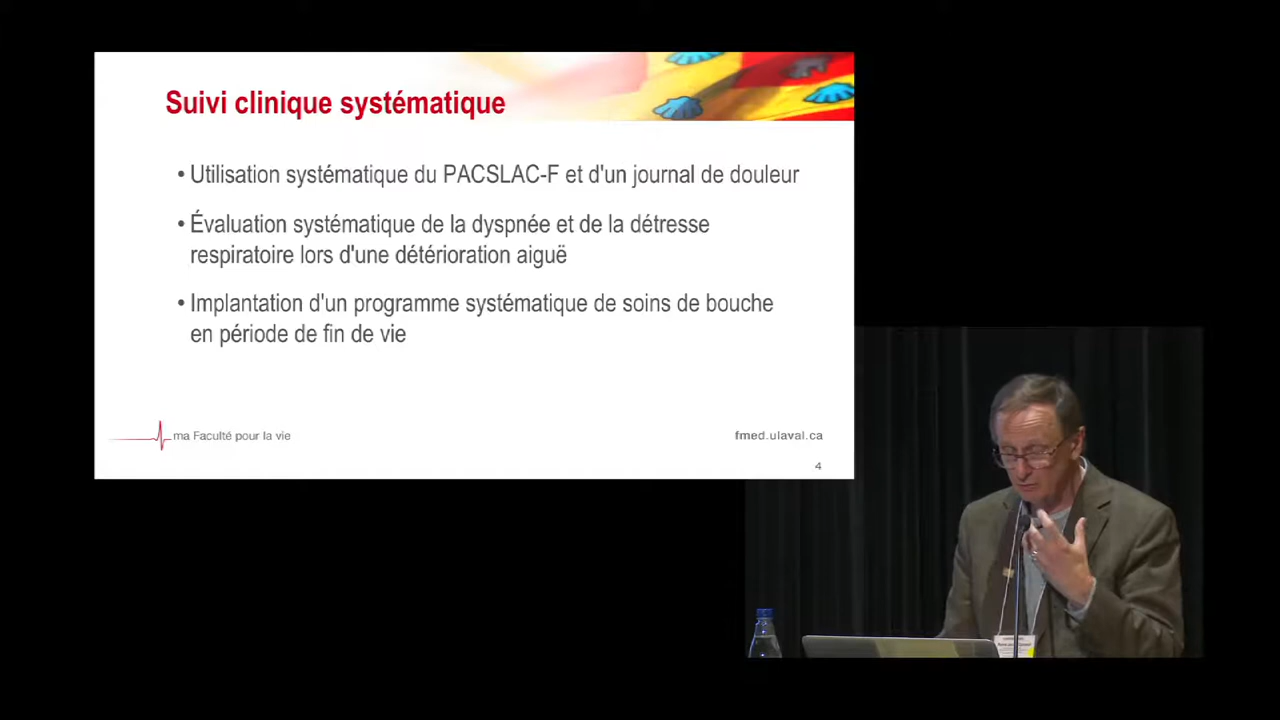 Suivi clinique systématique
• Utilisation systématique du PACSLAC-F et d'un journal de douleur
• Évaluation systématique de la dyspnée et de la détresse
respiratoire lors d'une détérioration aiguë
• Implantation d'un programme systématique de soins de bouche
en période de fin de vie
ma Faculté pour la vie
fmed.ulaval.ca
4